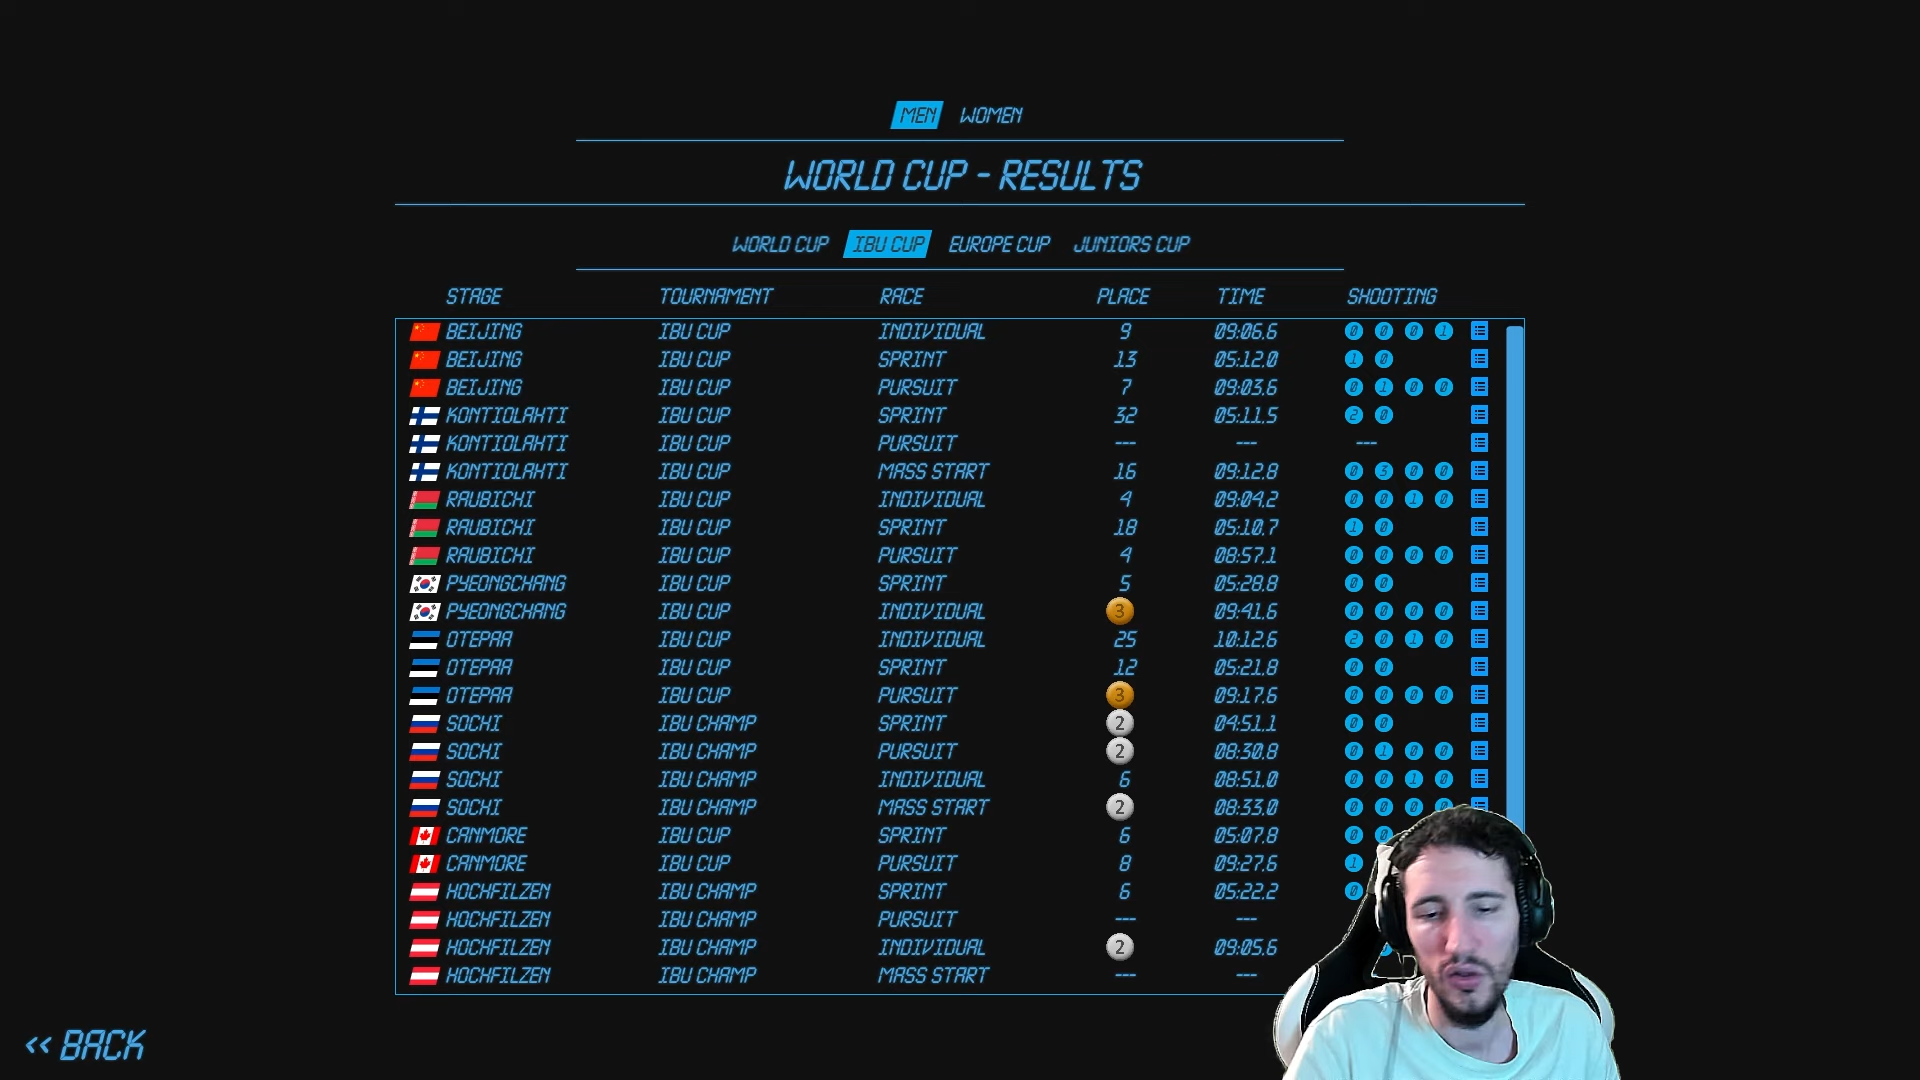 MEN WOMEN
WORLD CUP - RESULTS
WORLD CUP IBU CUP EUROPE CUP JUNIORS CUP
STAGE TOURNAMENT RACE PLACE TIME SHOOTING
BEIJING IBU CUP INDIVIDUAL 9 09:06.6 0 0 0 1
BEIJING IBU CUP SPRINT 13 05:12.0 1 0
BEIJING IBU CUP PURSUIT 7 09:03.6 0 1 0 0
KONTIOLAHTI IBU CUP SPRINT 32 05:11.5 2 0
KONTIOLAHTI IBU CUP PURSUIT --- --- ---
KONTIOLAHTI IBU CUP MASS START 16 09:12.8 0 3 0 0
RAUBICHI IBU CUP INDIVIDUAL 4 09:04.2 0 0 1 0
RAUBICHI IBU CUP SPRINT 18 05:10.7 1 0
RAUBICHI IBU CUP PURSUIT 4 08:57.1 0 0 0 0
PYEONGCHANG IBU CUP SPRINT 5 05:28.8 0 0
PYEONGCHANG IBU CUP INDIVIDUAL 3 09:41.6 0 0 0 0
OTEPAA IBU CUP INDIVIDUAL 25 10:12.6 2 0 1 0
OTEPAA IBU CUP SPRINT 12 05:21.8 0 0
OTEPAA IBU CUP PURSUIT 3 09:17.6 0 0 0 0
SOCHI IBU CHAMP SPRINT 2 04:51.1 0 0
SOCHI IBU CHAMP PURSUIT 2 08:30.8 0 1 0 0
SOCHI IBU CHAMP INDIVIDUAL 6 08:51.0 0 0 1 0
SOCHI IBU CHAMP MASS START 2 08:33.0 0 0 0 0
CANMORE IBU CUP SPRINT 6 05:07.8 0 0
CANMORE IBU CUP PURSUIT 8 09:27.6 1
HOCHFILZEN IBU CHAMP SPRINT 6 05:22.2 0
HOCHFILZEN IBU CHAMP PURSUIT --- ---
HOCHFILZEN IBU CHAMP INDIVIDUAL 2 09:05.6
HOCHFILZEN IBU CHAMP MASS START --- ---
<< BACK